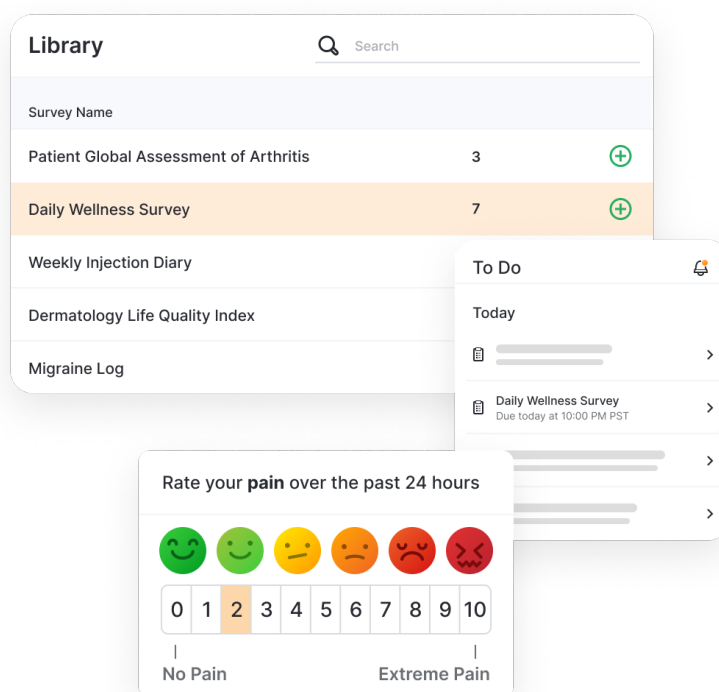 Library
Search
Survey Name
Patient Global Assessment of Arthritis 3
Daily Wellness Survey 7
Weekly Injection Diary
Dermatology Life Quality Index
Migraine Log
To Do
Today
Daily Wellness Survey
Due today at 10:00 PM PST
Rate your pain over the past 24 hours
0 1 2 3 4 5 6 7 8 9 10
No Pain Extreme Pain